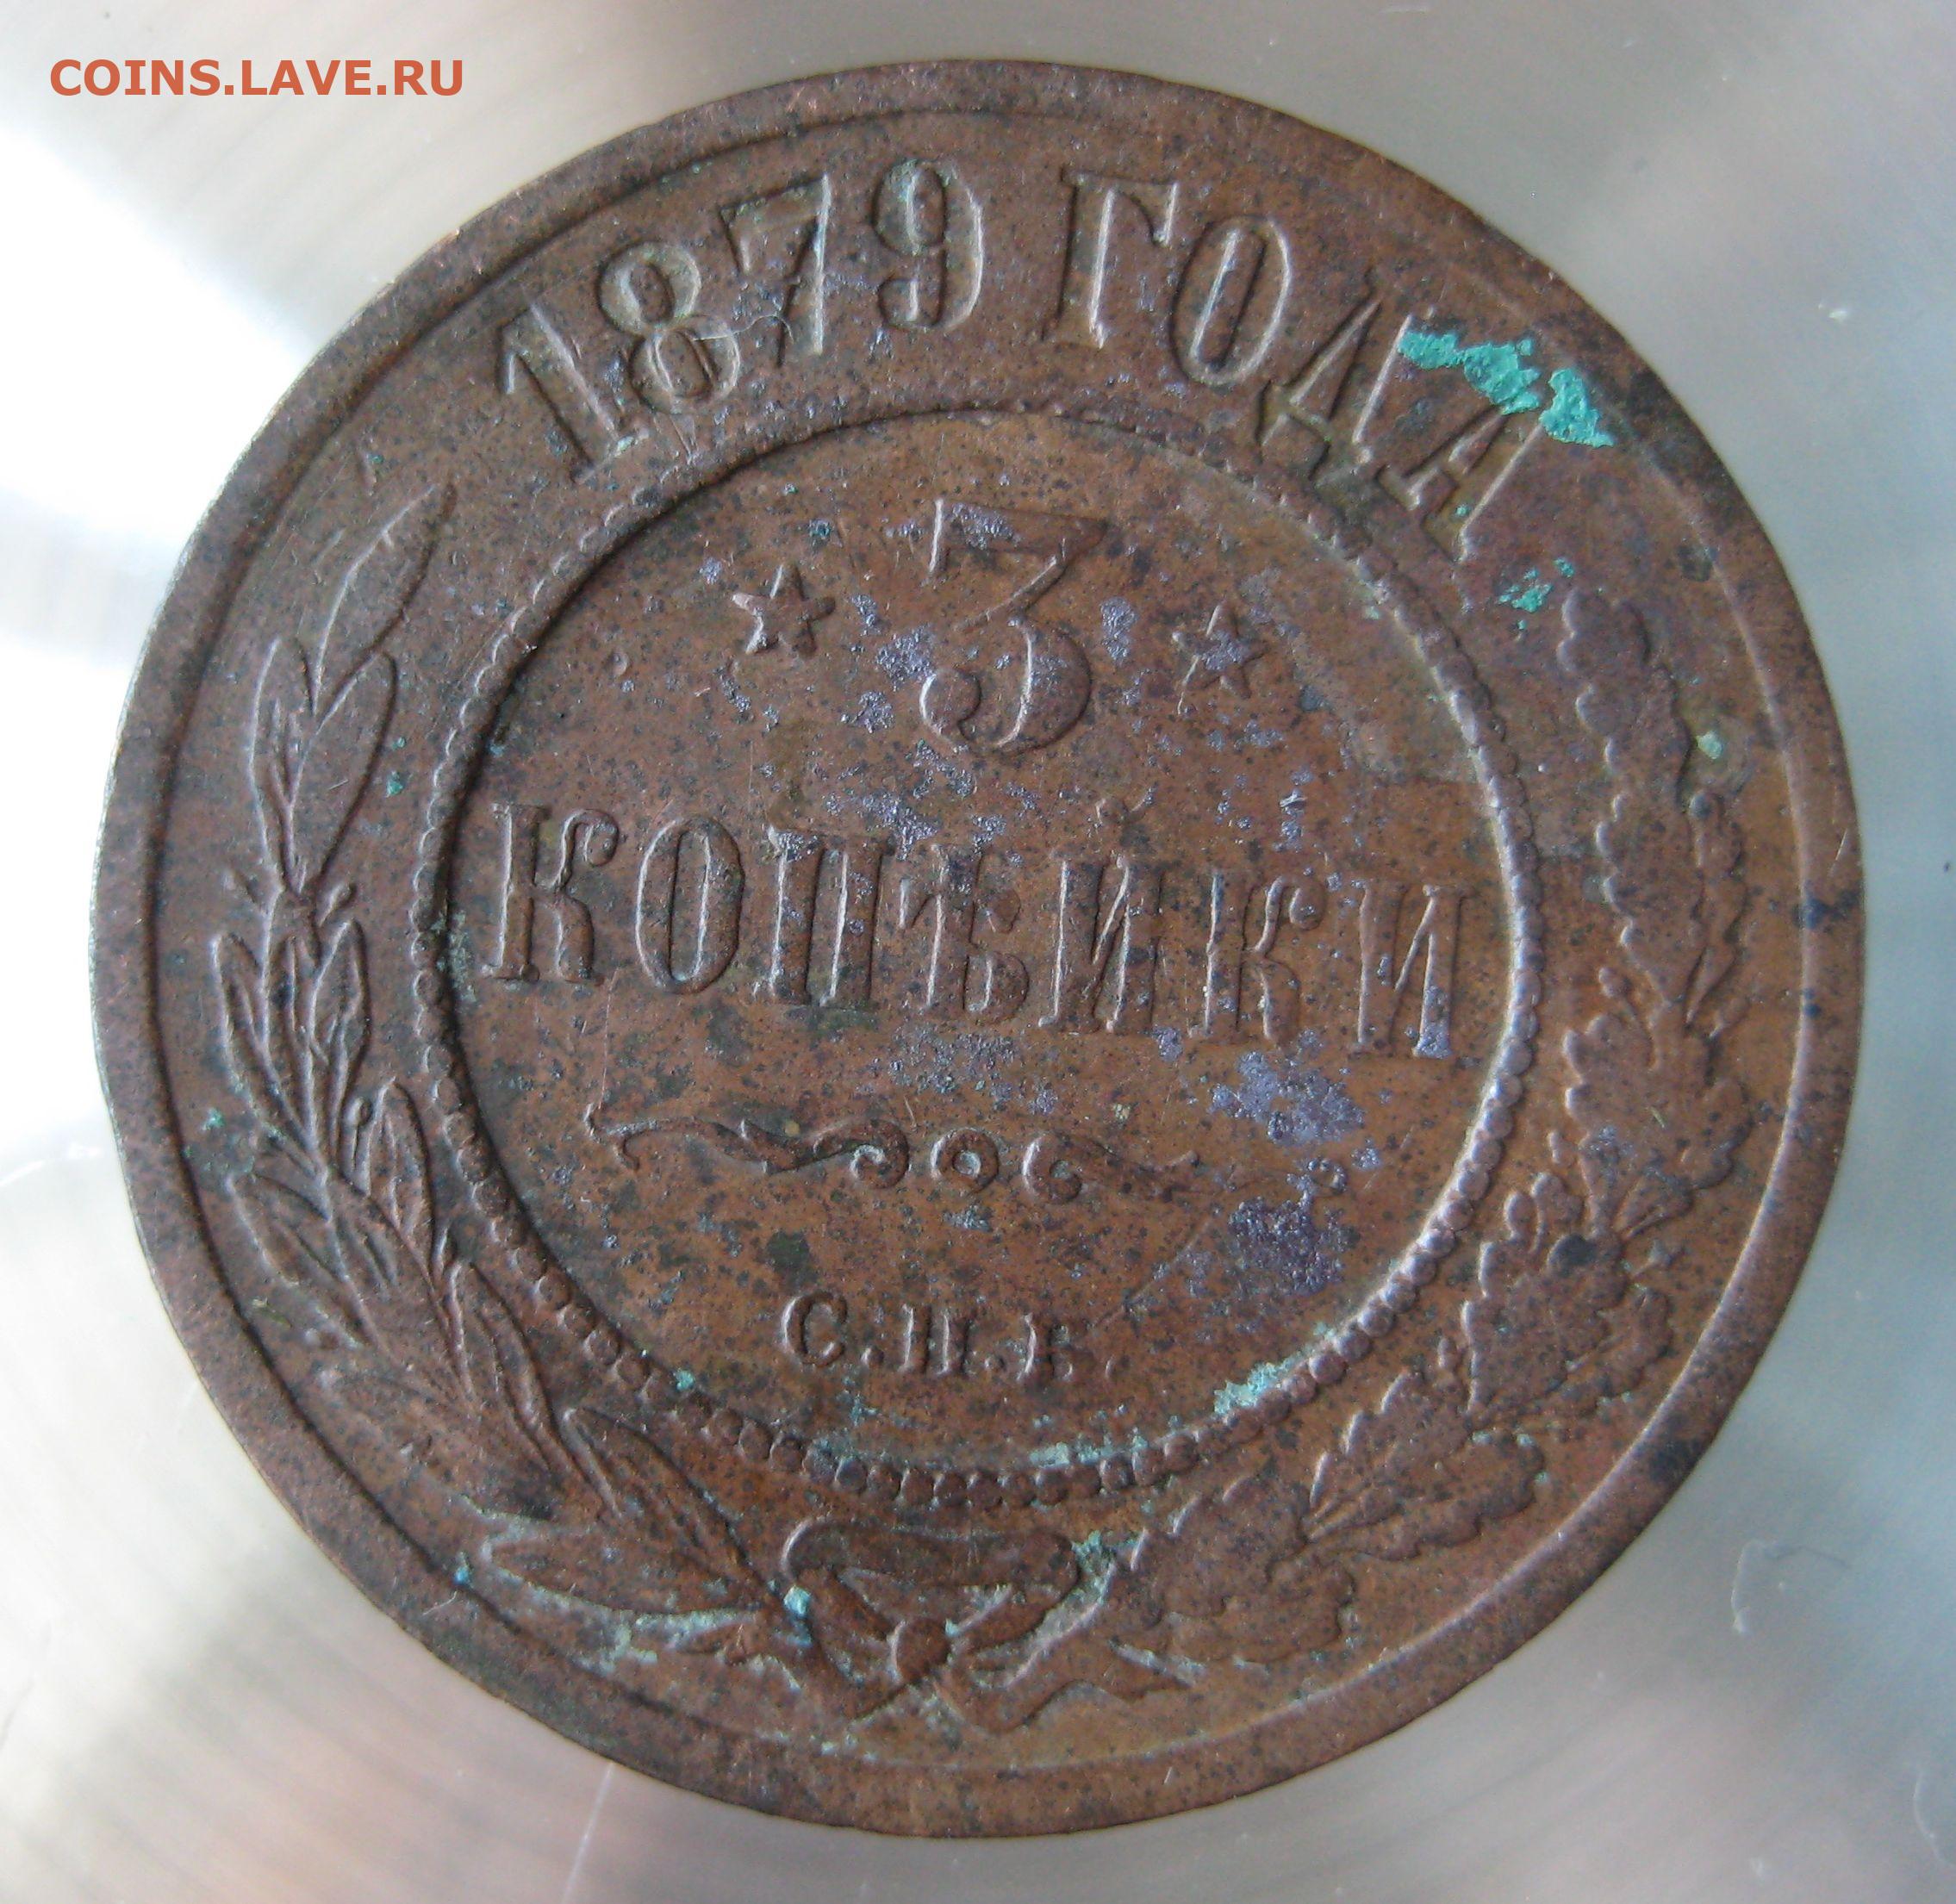 COINS.LAVE.RU
1879 ГОДА
3
КОПѢЙКИ
С.П.Б.